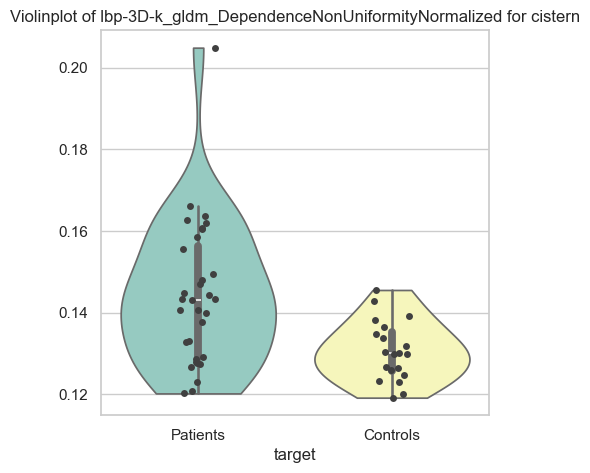 Violinplot of lbp-3D-k_gldm_DependenceNonUniformityNormalized for cistern
0.20
0.18
0.16
0.14
0.12
Patients
Controls
target